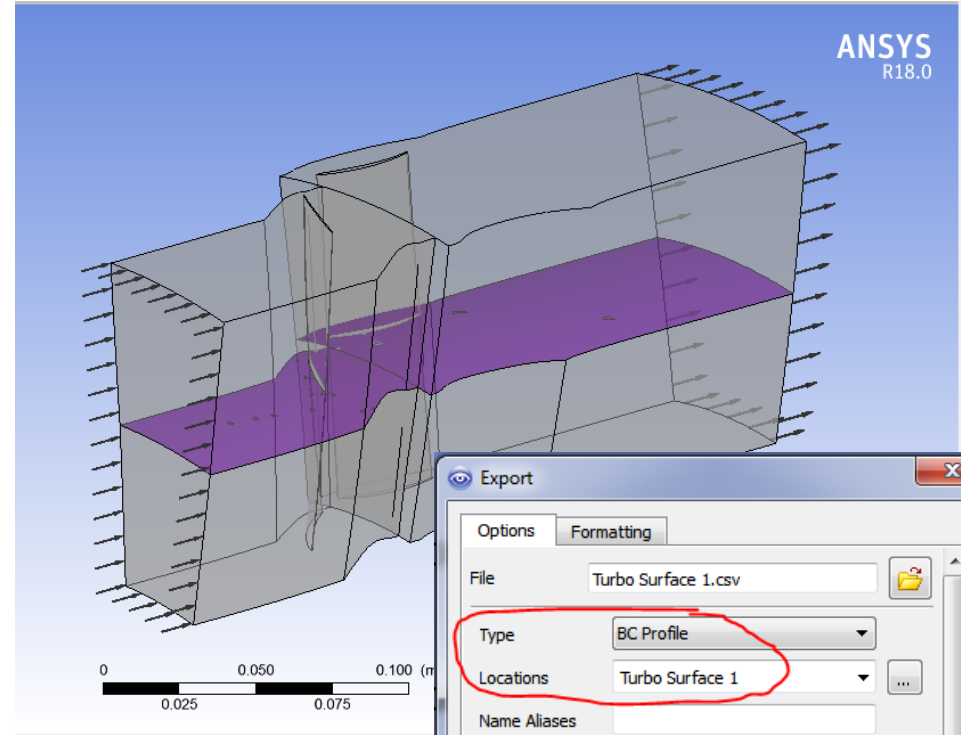 ANSYS
R18.0
0 0.050 0.100 (m
0.025 0.075
Export
Options Formatting
File Turbo Surface 1.csv
Type BC Profile
Locations Turbo Surface 1
...
Name Aliases